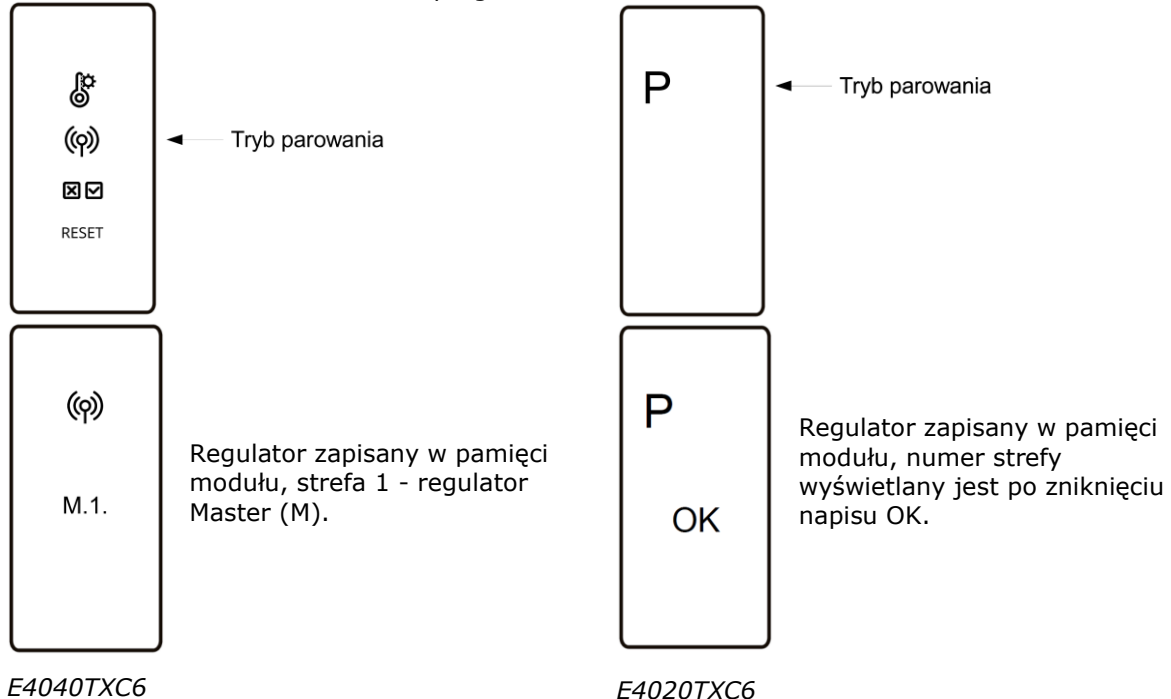 Tryb parowania
RESET
P
Tryb parowania
M.1.
Regulator zapisany w pamięci
modułu, strefa 1 - regulator
Master (M).
P
OK
Regulator zapisany w pamięci
modułu, numer strefy
wyświetlany jest po zniknięciu
napisu OK.
E4040TXC6
E4020TXC6